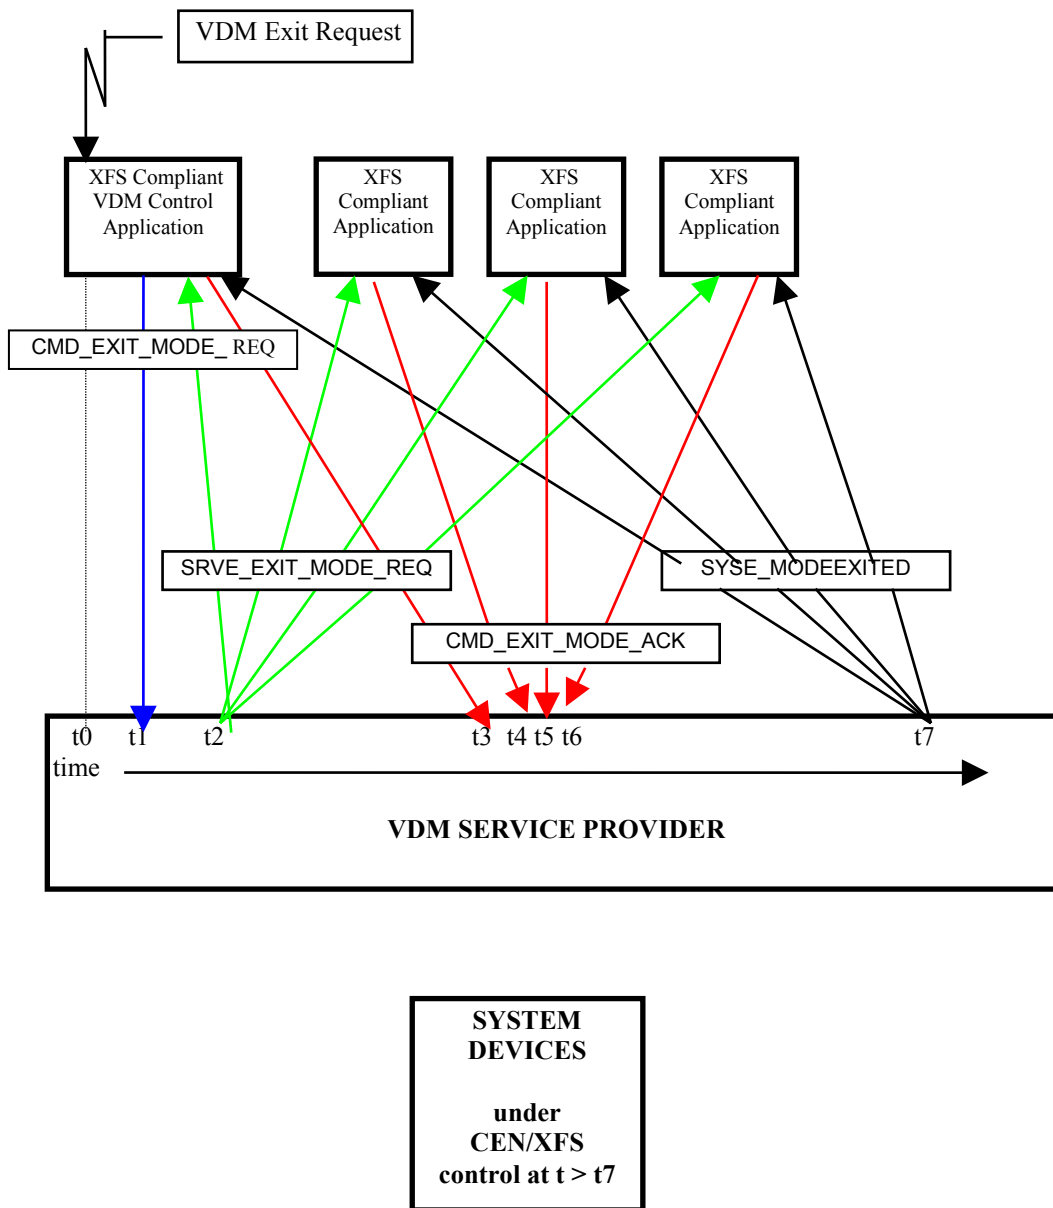 VDM Exit Request
XFS Compliant
VDM Control
Application
XFS
Compliant
Application
XFS
Compliant
Application
XFS
Compliant
Application
CMD_EXIT_MODE_ REQ
SRVE_EXIT_MODE_REQ
SYSE_MODEEXITED
CMD_EXIT_MODE_ACK
t0 t1 t2 t3 t4 t5 t6 t7
time
VDM SERVICE PROVIDER
SYSTEM
DEVICES
under
CEN/XFS
control at t > t7